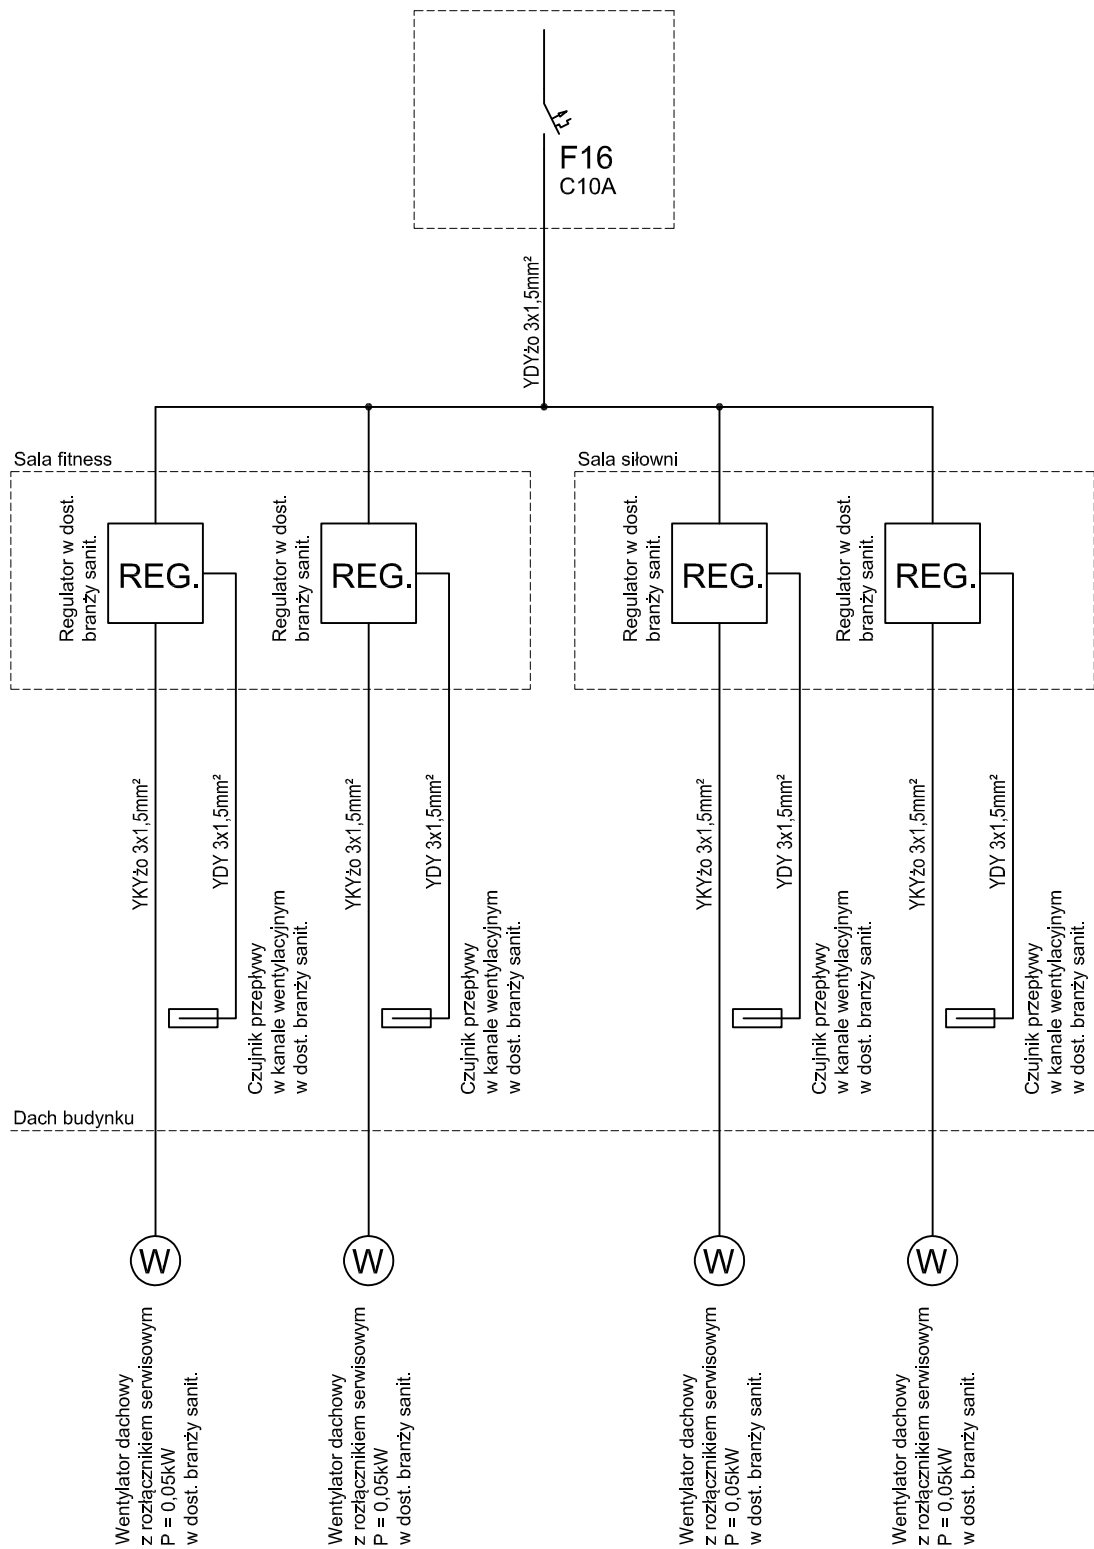 F16
C10A
YDYżo 3x1,5mm²
Sala fitness
Sala siłowni
Regulator w dost.
branży sanit.
REG.
Regulator w dost.
branży sanit.
REG.
Regulator w dost.
branży sanit.
REG.
Regulator w dost.
branży sanit.
REG.
YKYżo 3x1,5mm²
YDY 3x1,5mm²
YKYżo 3x1,5mm²
YDY 3x1,5mm²
YKYżo 3x1,5mm²
YDY 3x1,5mm²
YKYżo 3x1,5mm²
YDY 3x1,5mm²
Czujnik przepływy
w kanale wentylacyjnym
w dost. branży sanit.
Czujnik przepływy
w kanale wentylacyjnym
w dost. branży sanit.
Czujnik przepływy
w kanale wentylacyjnym
w dost. branży sanit.
Czujnik przepływy
w kanale wentylacyjnym
w dost. branży sanit.
Dach budynku
W
W
W
W
Wentylator dachowy
z rozłącznikiem serwisowym
P = 0,05kW
w dost. branży sanit.
Wentylator dachowy
z rozłącznikiem serwisowym
P = 0,05kW
w dost. branży sanit.
Wentylator dachowy
z rozłącznikiem serwisowym
P = 0,05kW
w dost. branży sanit.
Wentylator dachowy
z rozłącznikiem serwisowym
P = 0,05kW
w dost. branży sanit.